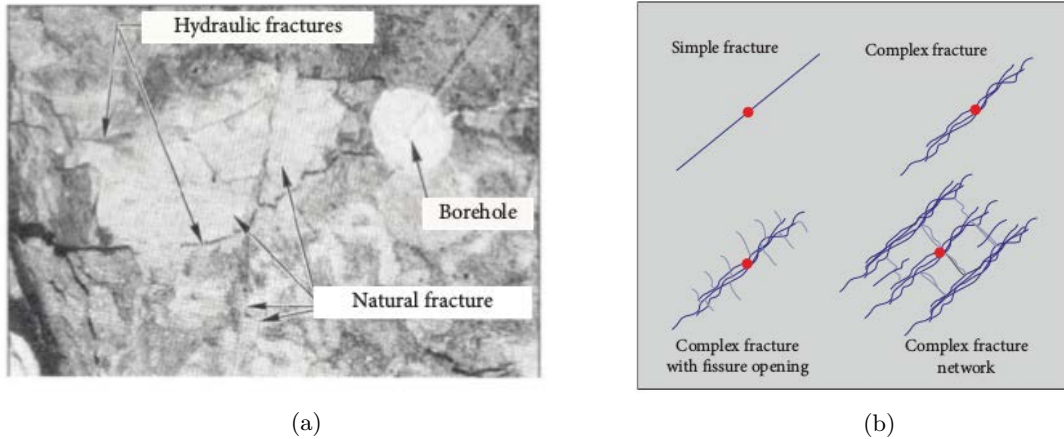 Hydraulic fractures
Borehole
Natural fracture
(a)
Simple fracture
Complex fracture
Complex fracture
with fissure opening
Complex fracture
network
(b)